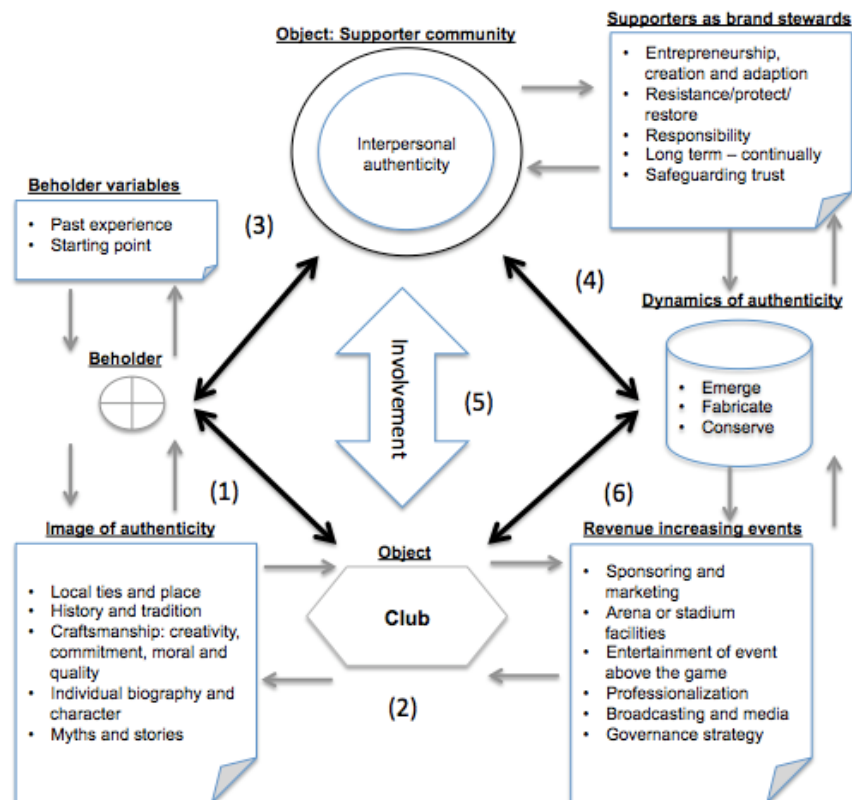 Object: Supporter community
Interpersonal
authenticity
Supporters as brand stewards
• Entrepreneurship,
creation and adaption
• Resistance/protect/
restore
• Responsibility
• Long term – continually
• Safeguarding trust
Beholder variables
• Past experience
• Starting point
(3)
(4)
Beholder
Involvement
(5)
Dynamics of authenticity
• Emerge
• Fabricate
• Conserve
(1)
(6)
Image of authenticity
• Local ties and place
• History and tradition
• Craftsmanship: creativity,
commitment, moral and
quality
• Individual biography and
character
• Myths and stories
Object
Club
(2)
Revenue increasing events
• Sponsoring and
marketing
• Arena or stadium
facilities
• Entertainment of event
above the game
• Professionalization
• Broadcasting and media
• Governance strategy